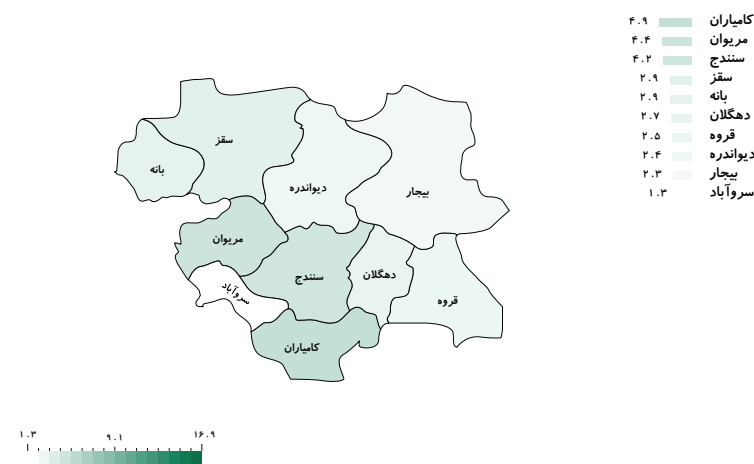 کامیاران ۴.۹
مریوان ۴.۴
سنندج ۴.۲
سقز ۲.۹
بانه ۲.۹
دهگلان ۲.۷
قروه ۲.۵
دیواندره ۲.۴
بیجار ۲.۳
سروآباد ۱.۳
سقز
بانه
دیواندره
بیجار
مریوان
سنندج
دهگلان
سروآباد
قروه
کامیاران
۱.۳ ۹.۱ ۱۶.۹